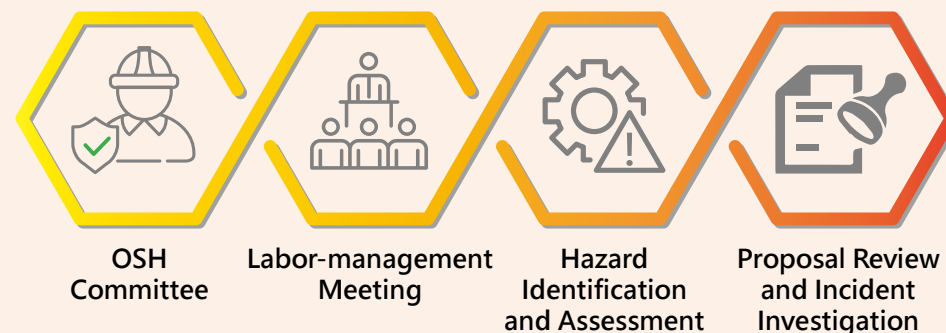 OSH
Committee
Labor-management
Meeting
Hazard
Identification
and Assessment
Proposal Review
and Incident
Investigation